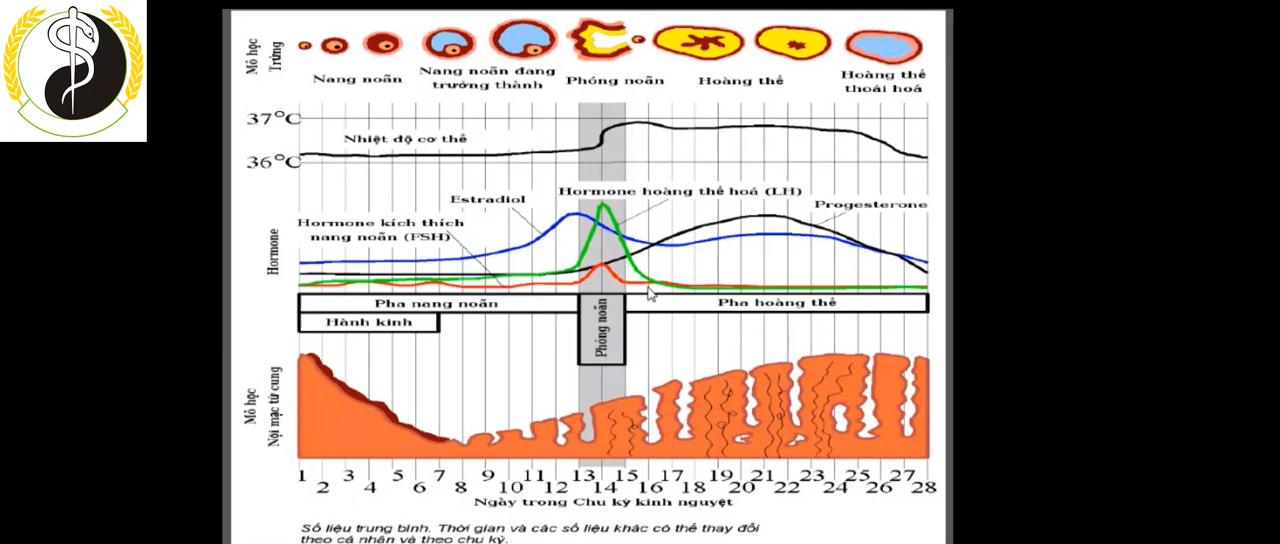 Mô học
Trứng
Nang noãn
Nang noãn đang
trưởng thành
Phóng noãn
Hoàng thể
Hoàng thể
thoái hoá
37°C
Nhiệt độ cơ thể
36°C
Hormone hoàng thể hoá (LH)
Estradiol
Progesterone
Hormone kích thích
nang noãn (FSH)
Hormone
Pha nang noãn
Pha hoàng thể
Hành kinh
Phóng noãn
Mô học
Nội mạc tử cung
1 3 5 7 9 11 13 15 17 19 21 23 25 27
2 4 6 8 10 12 14 16 18 20 22 24 26 28
Ngày trong Chu kỳ kinh nguyệt
Số liệu trung bình. Thời gian và các số liệu khác có thể thay đổi
theo cá nhân và theo chu kỳ.